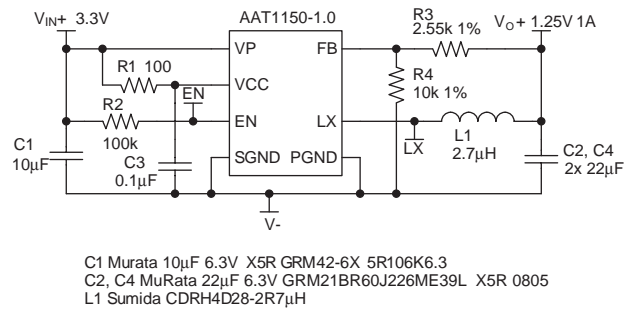 AAT1150-1.0
VIN+ 3.3V
R3
2.55k 1%
VO+ 1.25V 1A
VP
FB
R1 100
R4
10k 1%
VCC
EN
R2
100k
EN
LX
LX
L1
2.7μH
C1
10μF
C3
0.1μF
SGND
PGND
C2, C4
2x 22μF
V-
C1 Murata 10μF 6.3V X5R GRM42-6X 5R106K6.3
C2, C4 MuRata 22μF 6.3V GRM21BR60J226ME39L X5R 0805
L1 Sumida CDRH4D28-2R7μH